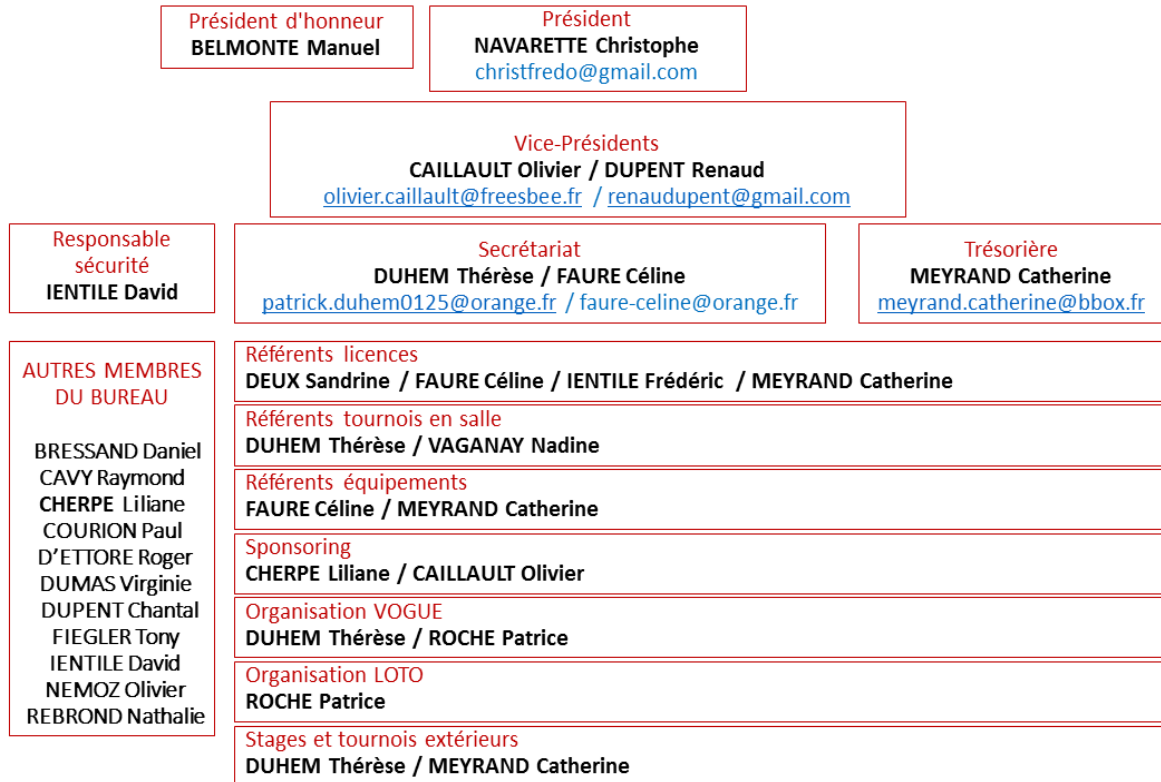 Président d'honneur
BELMONTE Manuel
Président
NAVARETTE Christophe
christfredo@gmail.com
Vice-Présidents
CAILLAULT Olivier / DUPENT Renaud
olivier.caillault@freesbee.fr / renaudupent@gmail.com
Responsable
sécurité
IENTILE David
Secrétariat
DUHEM Thérèse / FAURE Céline
patrick.duhem0125@orange.fr / faure-celine@orange.fr
Trésorière
MEYRAND Catherine
meyrand.catherine@bbox.fr
AUTRES MEMBRES
DU BUREAU
BRESSAND Daniel
CAVY Raymond
CHERPE Liliane
COURION Paul
D’ETTORE Roger
DUMAS Virginie
DUPENT Chantal
FIEGLER Tony
IENTILE David
NEMOZ Olivier
REBROND Nathalie
Référents licences
DEUX Sandrine / FAURE Céline / IENTILE Frédéric / MEYRAND Catherine
Référents tournois en salle
DUHEM Thérèse / VAGANAY Nadine
Référents équipements
FAURE Céline / MEYRAND Catherine
Sponsoring
CHERPE Liliane / CAILLAULT Olivier
Organisation VOGUE
DUHEM Thérèse / ROCHE Patrice
Organisation LOTO
ROCHE Patrice
Stages et tournois extérieurs
DUHEM Thérèse / MEYRAND Catherine